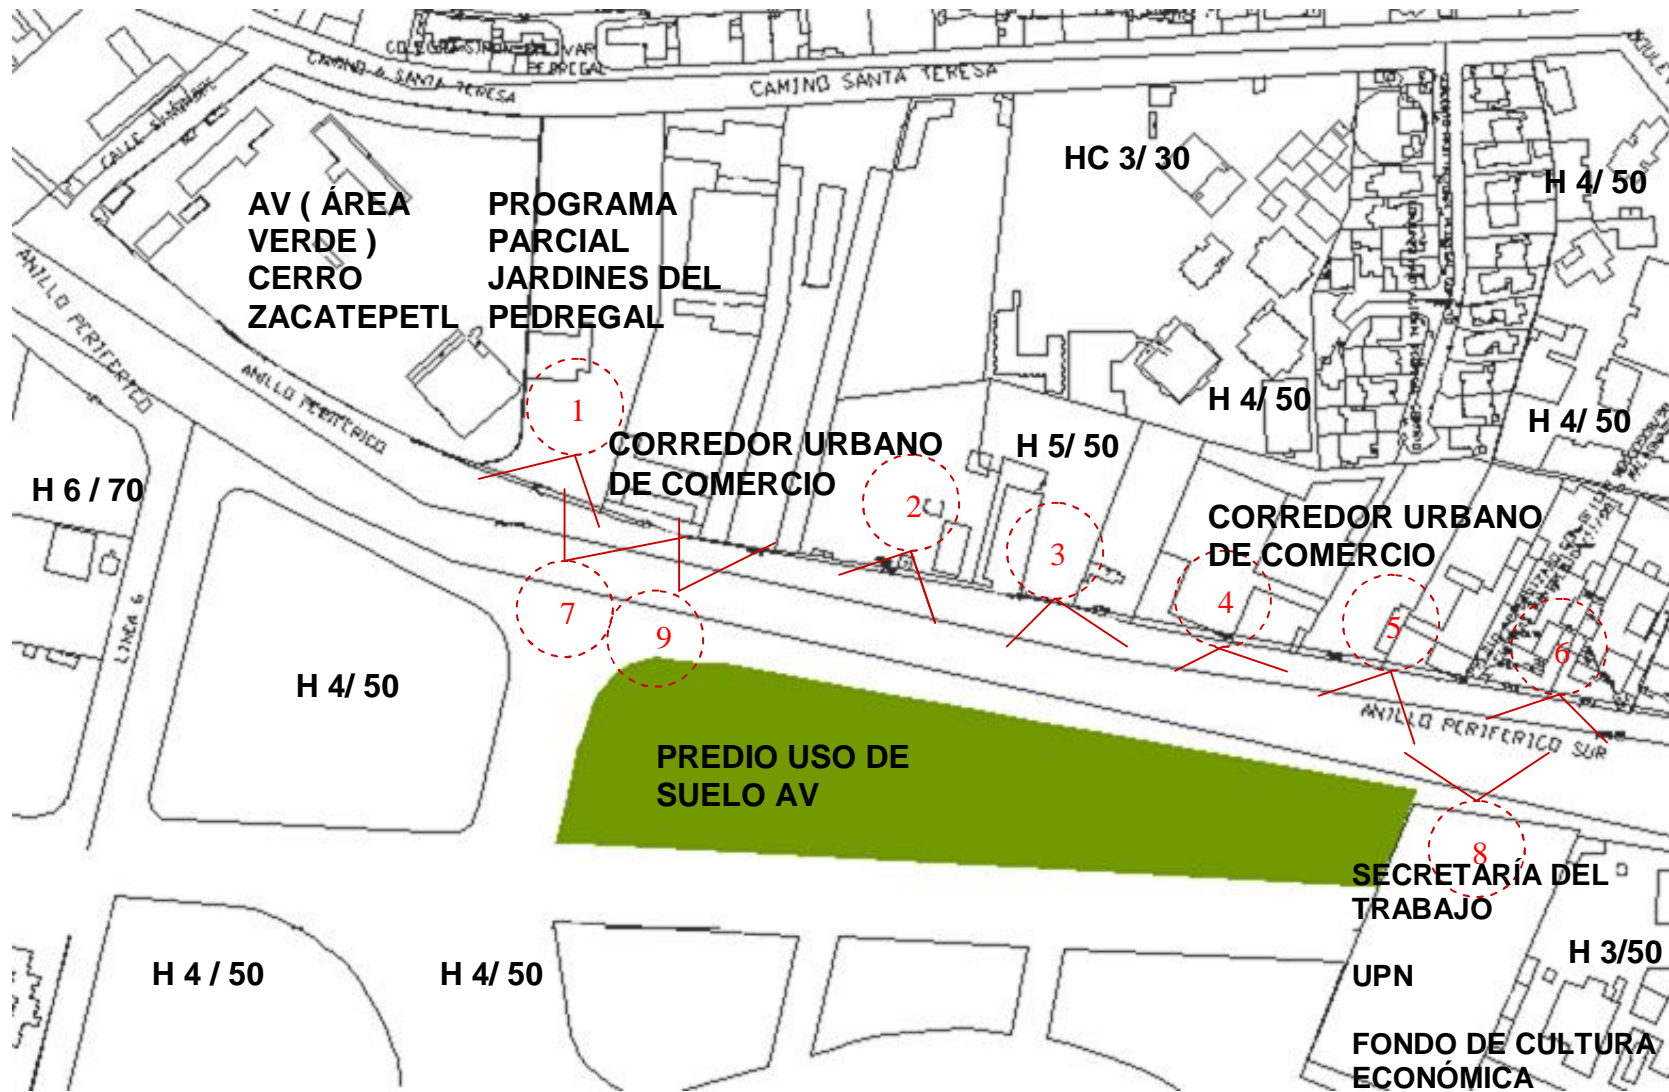 COLEGIO SIMON BOLIVAR
PEDREGAL
CAMINO A SANTA TERESA
CAMINO SANTA TERESA
HC 3/ 30
H 4/ 50
AV ( ÁREA
VERDE )
CERRO
ZACATEPETL
PROGRAMA
PARCIAL
JARDINES DEL
PEDREGAL
ANILLO PERIFERICO
ANILLO PERIFERICO
1
H 4/ 50
H 4/ 50
CORREDOR URBANO
DE COMERCIO
H 5/ 50
H 6 / 70
2
3
CORREDOR URBANO
DE COMERCIO
4
5
6
7
9
LINEA 6
H 4/ 50
ANILLO PERIFERICO SUR
PREDIO USO DE
SUELO AV
8
SECRETARÍA DEL
TRABAJO
H 4 / 50
H 4/ 50
UPN
H 3/50
FONDO DE CULTURA
ECONÓMICA